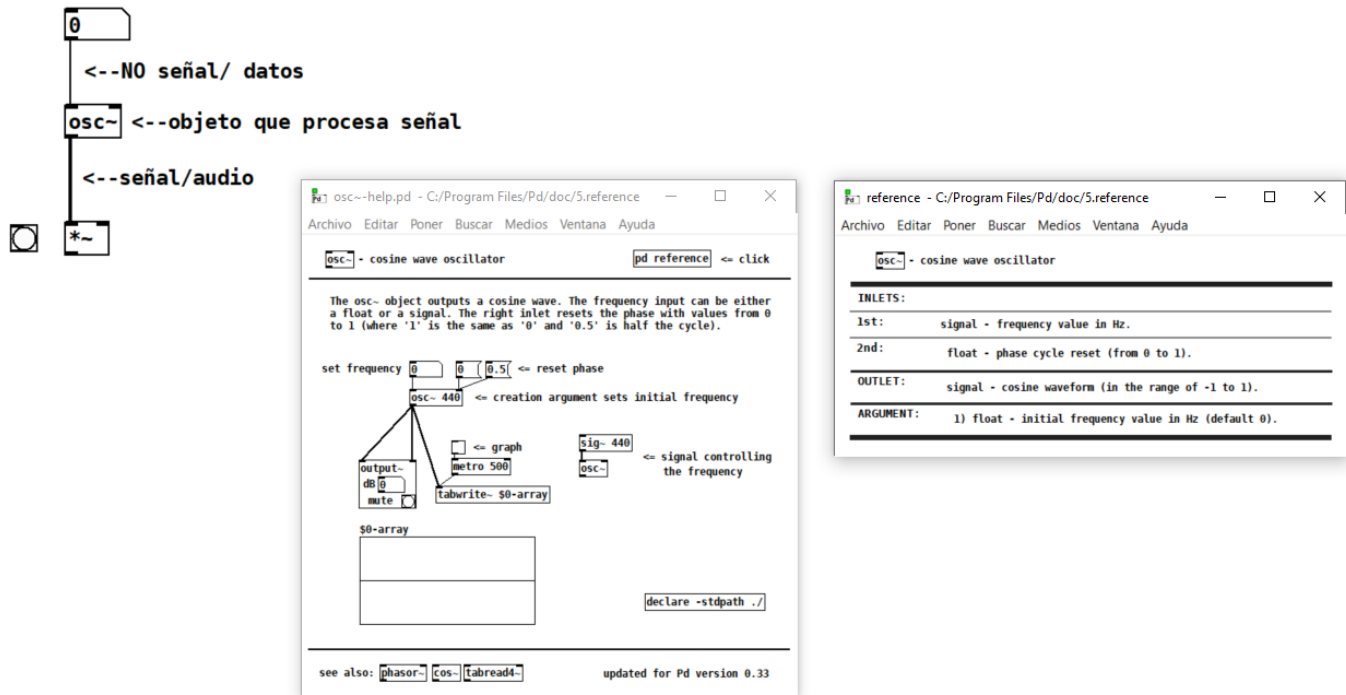 0
<--NO señal/ datos
osc~ <--objeto que procesa señal
<--señal/audio
*~
osc~-help.pd - C:/Program Files/Pd/doc/5.reference
Archivo Editar Poner Buscar Medios Ventana Ayuda
osc~ - cosine wave oscillator
pd reference <= click
The osc~ object outputs a cosine wave. The frequency input can be either
a float or a signal. The right inlet resets the phase with values from 0
to 1 (where '1' is the same as '0' and '0.5' is half the cycle).
set frequency 0 0 0.5 <= reset phase
osc~ 440 <= creation argument sets initial frequency
<= graph
metro 500
output~
dB 0
mute
tabwrite~ $0-array
sig~ 440
osc~
<= signal controlling
the frequency
$0-array
declare -stdpath ./
see also: phasor~ cos~ tabread4~
updated for Pd version 0.33
reference - C:/Program Files/Pd/doc/5.reference
Archivo Editar Poner Buscar Medios Ventana Ayuda
osc~ - cosine wave oscillator
INLETS:
1st: signal - frequency value in Hz.
2nd: float - phase cycle reset (from 0 to 1).
OUTLET: signal - cosine waveform (in the range of -1 to 1).
ARGUMENT: 1) float - initial frequency value in Hz (default 0).